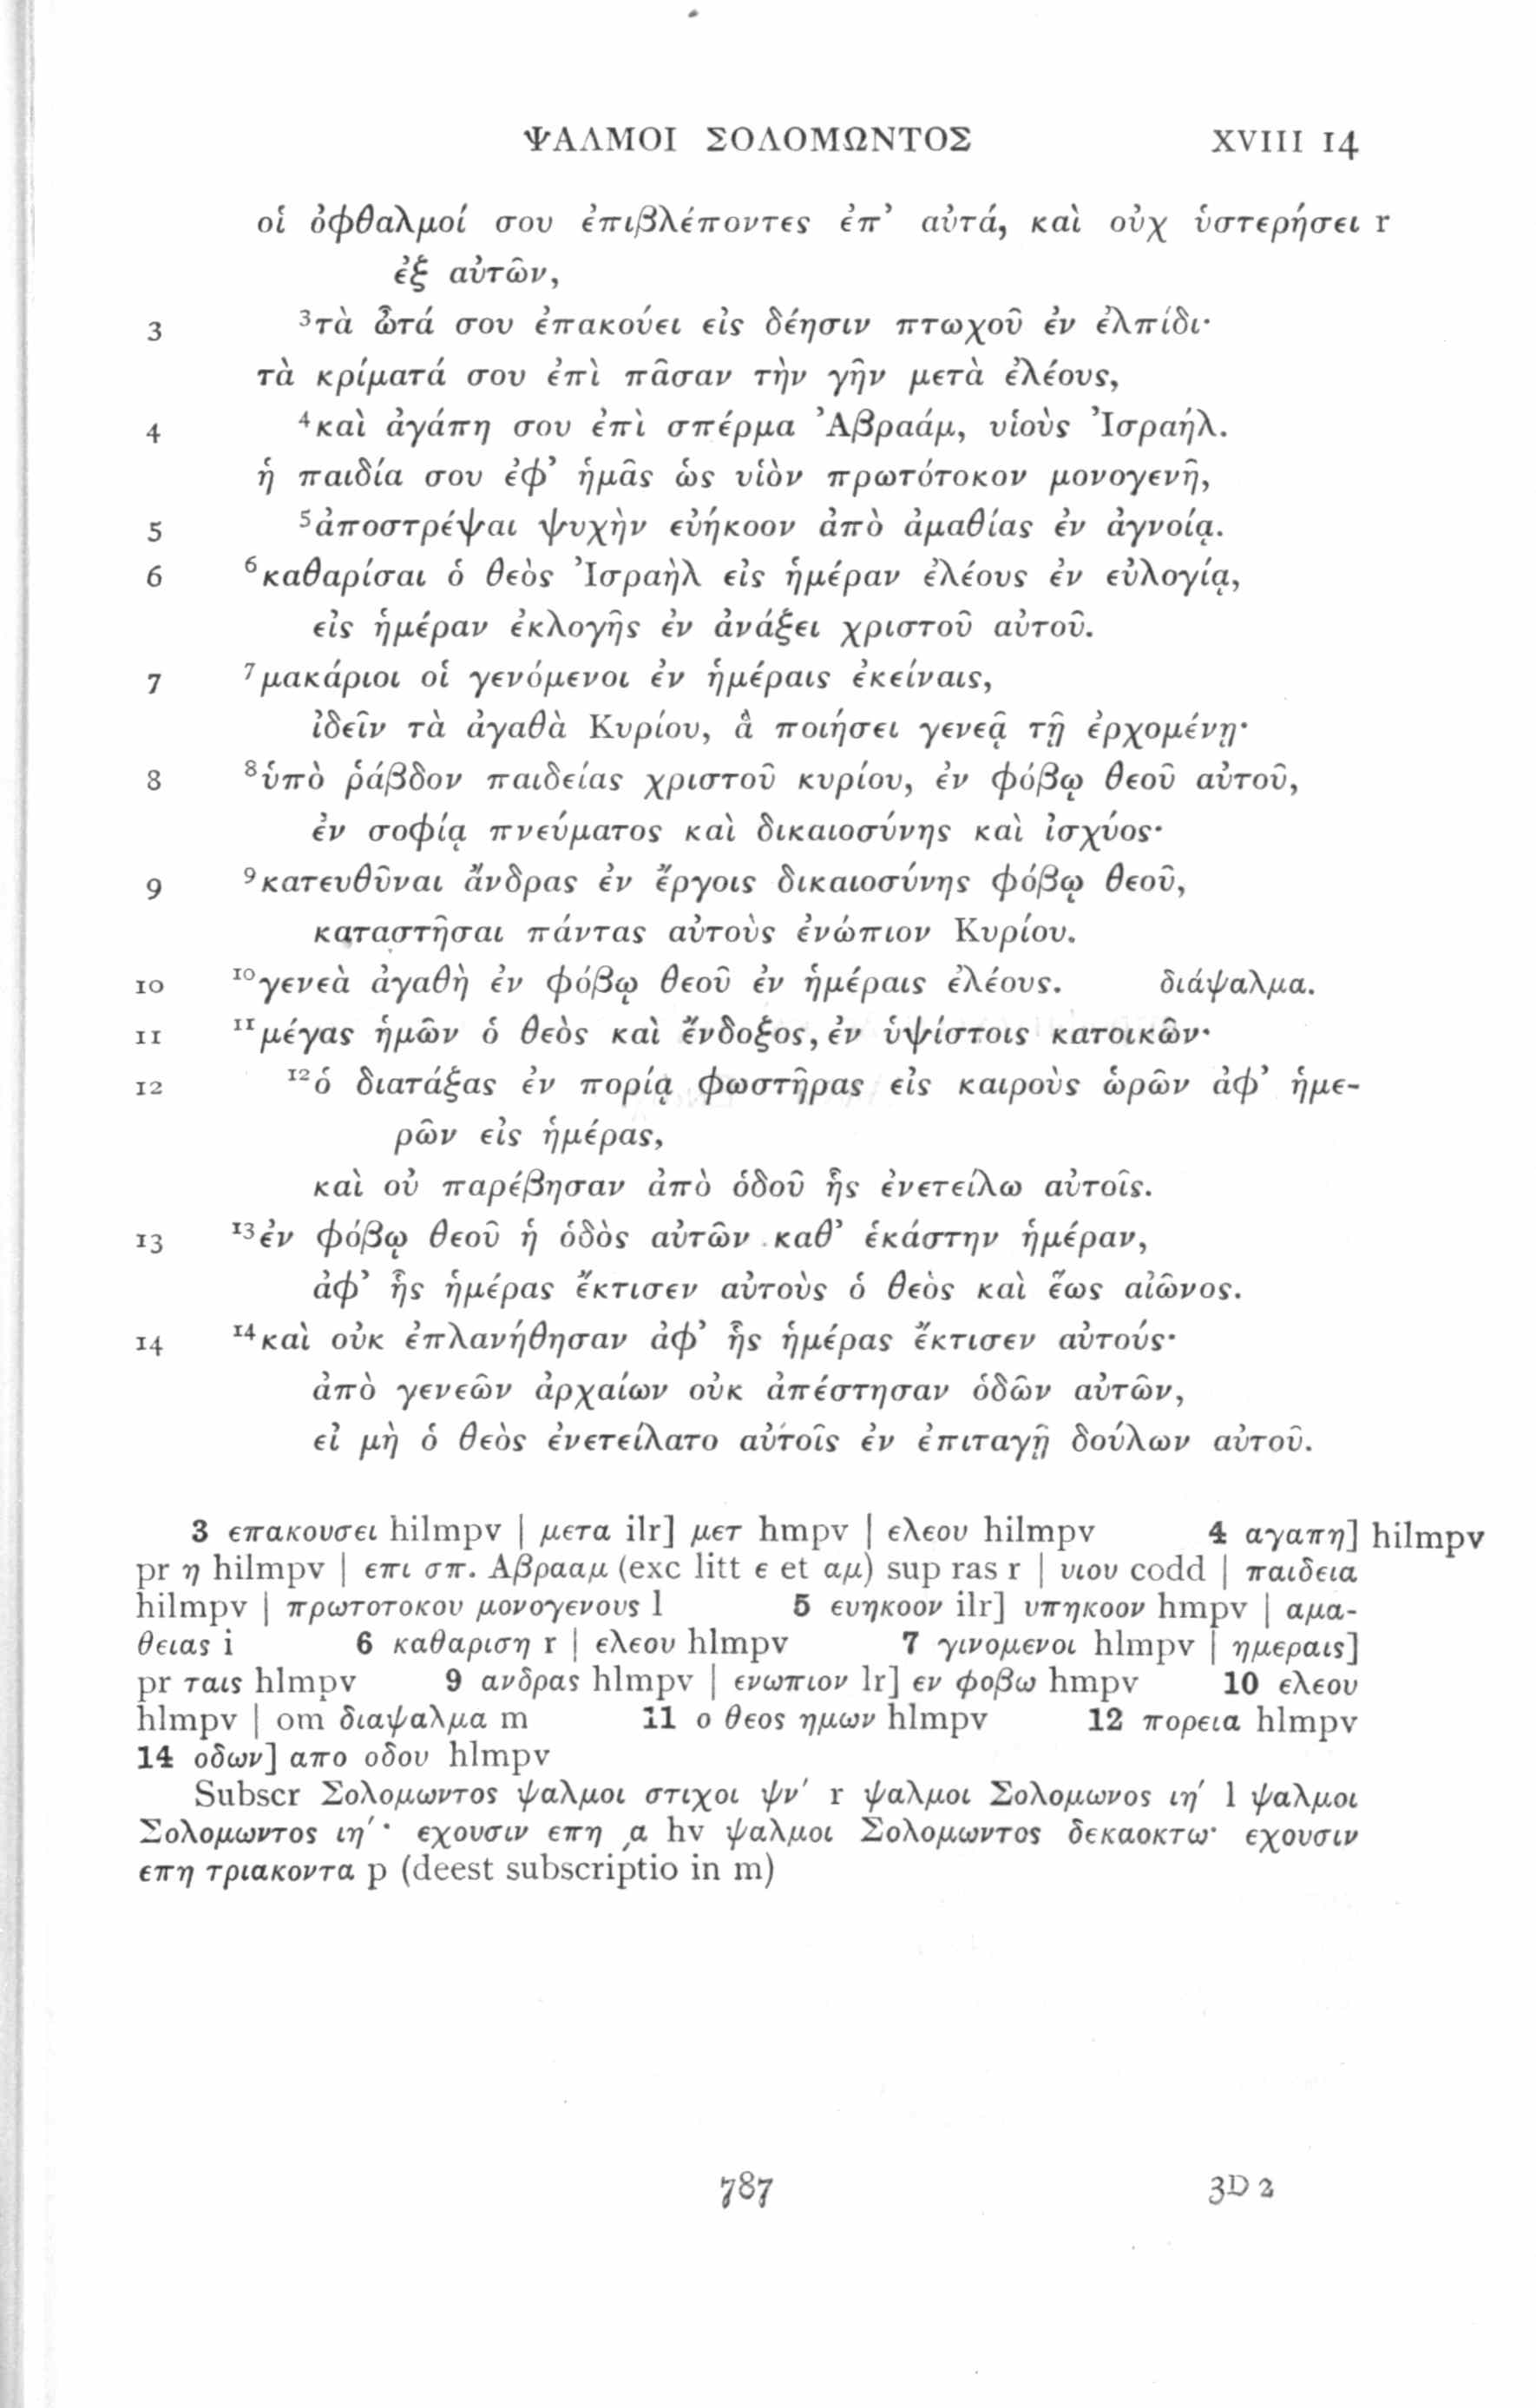 ΨΑΛΜΟΙ ΣΟΛΟΜΩΝΤΟΣ XVIII 14
οἱ ὀφθαλμοί σου ἐπιβλέποντες ἐπ᾽ αὐτά, καὶ οὐχ ὑστερήσει r
ἐξ αὐτῶν,
3 ³τὰ ὦτά σου ἐπακούει εἰς δέησιν πτωχοῦ ἐν ἐλπίδι·
τὰ κρίματά σου ἐπὶ πᾶσαν τὴν γῆν μετὰ ἐλέους,
4 ⁴καὶ ἀγάπη σου ἐπὶ σπέρμα Ἀβραάμ, υἱοὺς Ἰσραήλ.
ἡ παιδία σου ἐφ᾽ ἡμᾶς ὡς υἱὸν πρωτότοκον μονογενῆ,
5 ⁵ἀποστρέψαι ψυχὴν εὐήκοον ἀπὸ ἀμαθίας ἐν ἀγνοίᾳ.
6 ⁶καθαρίσαι ὁ θεὸς Ἰσραὴλ εἰς ἡμέραν ἐλέους ἐν εὐλογίᾳ,
εἰς ἡμέραν ἐκλογῆς ἐν ἀνάξει χριστοῦ αὐτοῦ.
7 ⁷μακάριοι οἱ γενόμενοι ἐν ἡμέραις ἐκείναις,
ἰδεῖν τὰ ἀγαθὰ Κυρίου, ἃ ποιήσει γενεᾷ τῇ ἐρχομένῃ·
8 ⁸ὑπὸ ῥάβδον παιδείας χριστοῦ κυρίου, ἐν φόβῳ θεοῦ αὐτοῦ,
ἐν σοφίᾳ πνεύματος καὶ δικαιοσύνης καὶ ἰσχύος·
9 ⁹κατευθῦναι ἄνδρας ἐν ἔργοις δικαιοσύνης φόβῳ θεοῦ,
καταστῆσαι πάντας αὐτοὺς ἐνώπιον Κυρίου.
10 ¹⁰γενεὰ ἀγαθὴ ἐν φόβῳ θεοῦ ἐν ἡμέραις ἐλέους. διάψαλμα.
11 ¹¹μέγας ἡμῶν ὁ θεὸς καὶ ἔνδοξος, ἐν ὑψίστοις κατοικῶν·
12 ¹²ὁ διατάξας ἐν πορίᾳ φωστῆρας εἰς καιροὺς ὡρῶν ἀφ᾽ ἡμε-
ρῶν εἰς ἡμέρας,
καὶ οὐ παρέβησαν ἀπὸ ὁδοῦ ἧς ἐνετείλω αὐτοῖς.
13 ¹³ἐν φόβῳ θεοῦ ἡ ὁδὸς αὐτῶν καθ᾽ ἑκάστην ἡμέραν,
ἀφ᾽ ἧς ἡμέρας ἔκτισεν αὐτοὺς ὁ θεὸς καὶ ἕως αἰῶνος.
14 ¹⁴καὶ οὐκ ἐπλανήθησαν ἀφ᾽ ἧς ἡμέρας ἔκτισεν αὐτούς·
ἀπὸ γενεῶν ἀρχαίων οὐκ ἀπέστησαν ὁδῶν αὐτῶν,
εἰ μὴ ὁ θεὸς ἐνετείλατο αὐτοῖς ἐν ἐπιταγῇ δούλων αὐτοῦ.
3 επακουσει hilmpv | μετα ilr] μετ hmpv | ελεου hilmpv 4 αγαπη] hilmpv
pr η hilmpv | επι σπ. Αβρααμ (exc litt ε et αμ) sup ras r | υιου codd | παιδεια
hilmpv | πρωτοτοκου μονογενους l 5 ευηκοον ilr] υπηκοον hmpv | αμα-
θειας i 6 καθαριση r | ελεου hlmpv 7 γινομενοι hlmpv | ημεραις]
pr ταις hlmpv 9 ανδρας hlmpv | ενωπιον lr] εν φοβω hmpv 10 ελεου
hlmpv | om διαψαλμα m 11 ο θεος ημων hlmpv 12 πορεια hlmpv
14 οδων] απο οδου hlmpv
Subscr Σολομωντος ψαλμοι στιχοι ψν′ r ψαλμοι Σολομωνος ιη′ l ψαλμοι
Σολομωντος ιη′· εχουσιν επη ͵α hv ψαλμοι Σολομωντος δεκαοκτω· εχουσιν
επη τριακοντα p (deest subscriptio in m)
787 3D 2